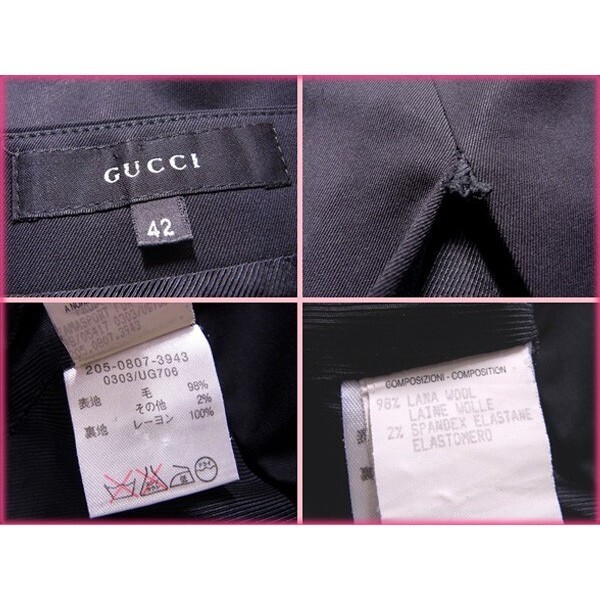 GUCCI
42
205-0807-3943
0303/UG706
表地 毛 98%
その他 2%
裏地 レーヨン 100%
COMPOSIZIONI - COMPOSITION
98% LANA WOOL
LAINE WOLLE
2% SPANDEX ELASTANE
ELASTOMERO